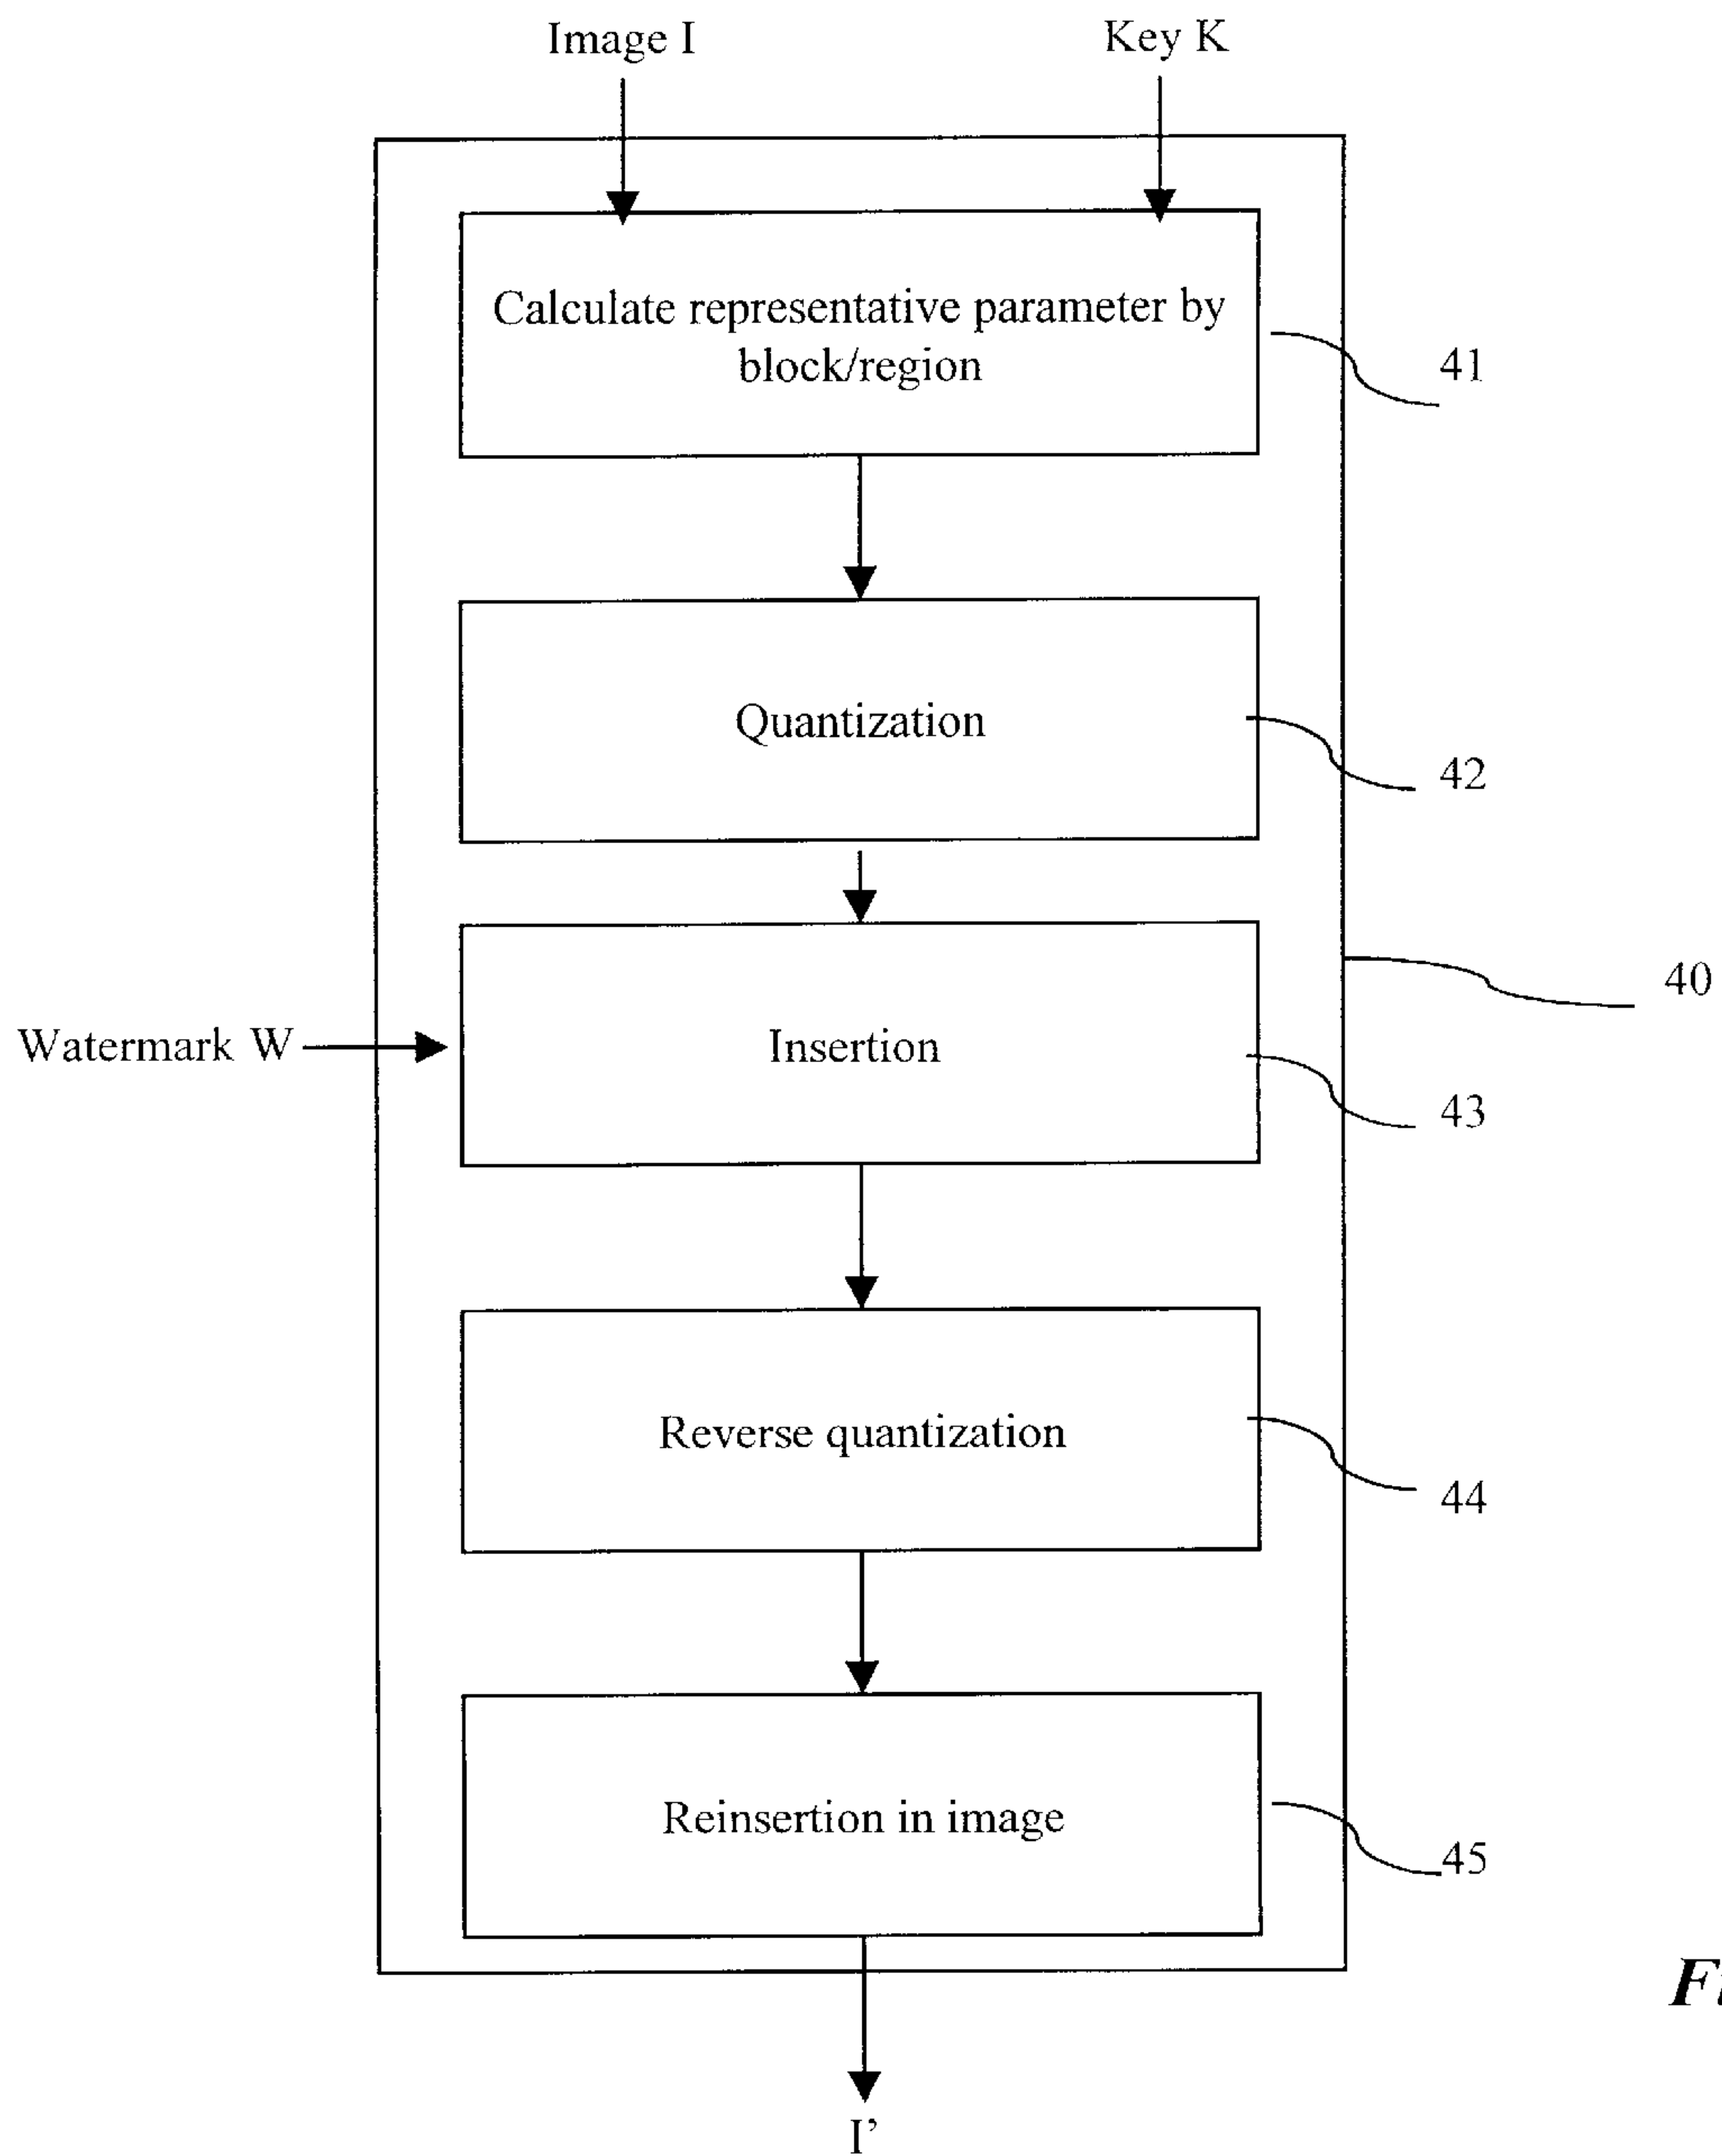 Image I
Key K
Calculate representative parameter by
block/region
41
Quantization
42
40
Watermark W
Insertion
43
Reverse quantization
44
Reinsertion in image
45
I’